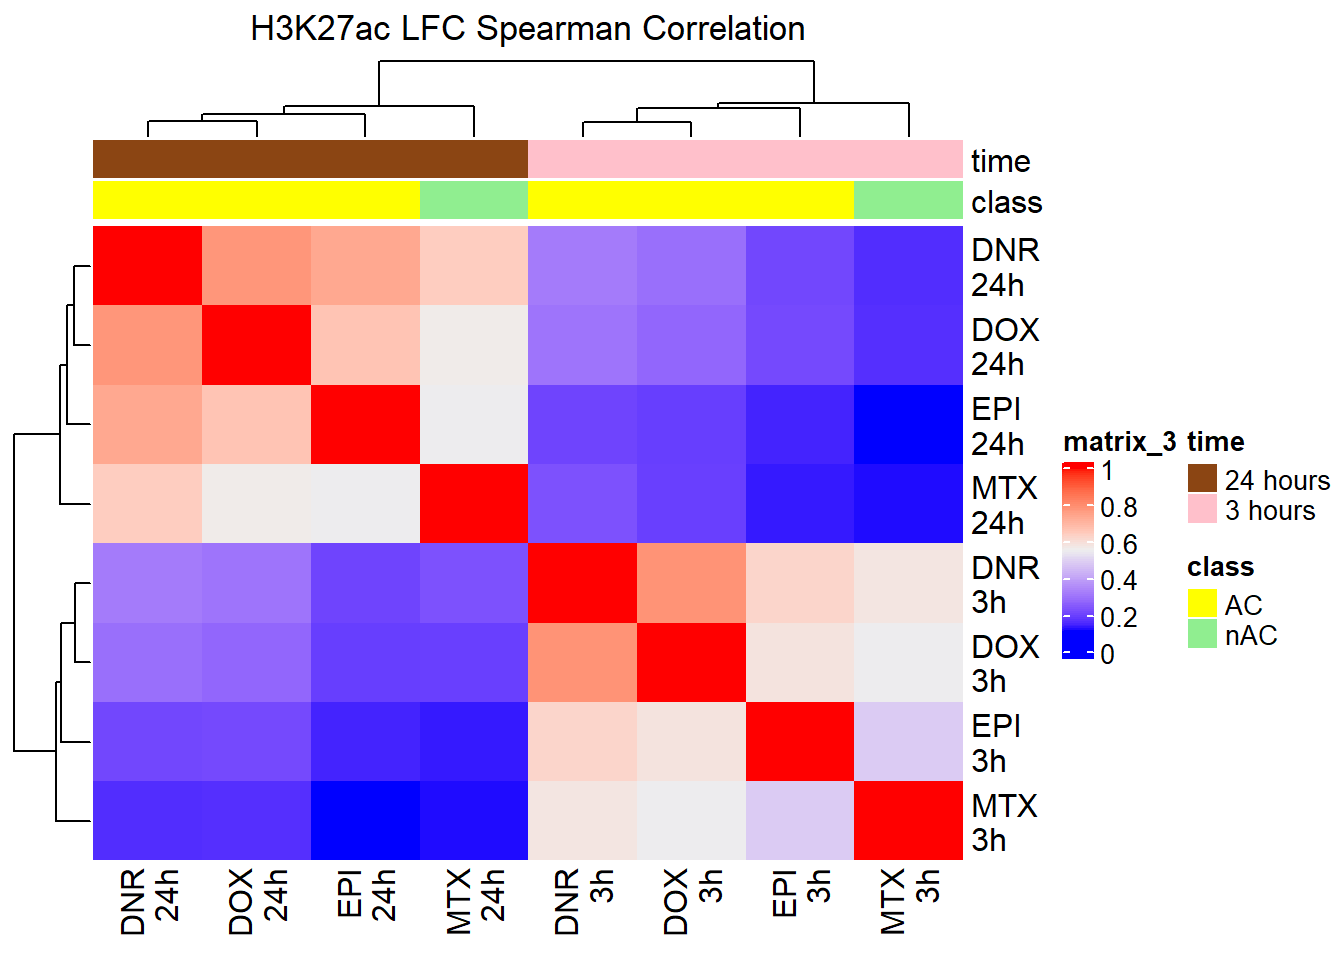 H3K27ac LFC Spearman Correlation
time
class
DNR
24h
DOX
24h
EPI
24h
MTX
24h
DNR
3h
DOX
3h
EPI
3h
MTX
3h
matrix_3
1
0.8
0.6
0.4
0.2
0
time
24 hours
3 hours
class
AC
nAC
DNR
24h
DOX
24h
EPI
24h
MTX
24h
DNR
3h
DOX
3h
EPI
3h
MTX
3h